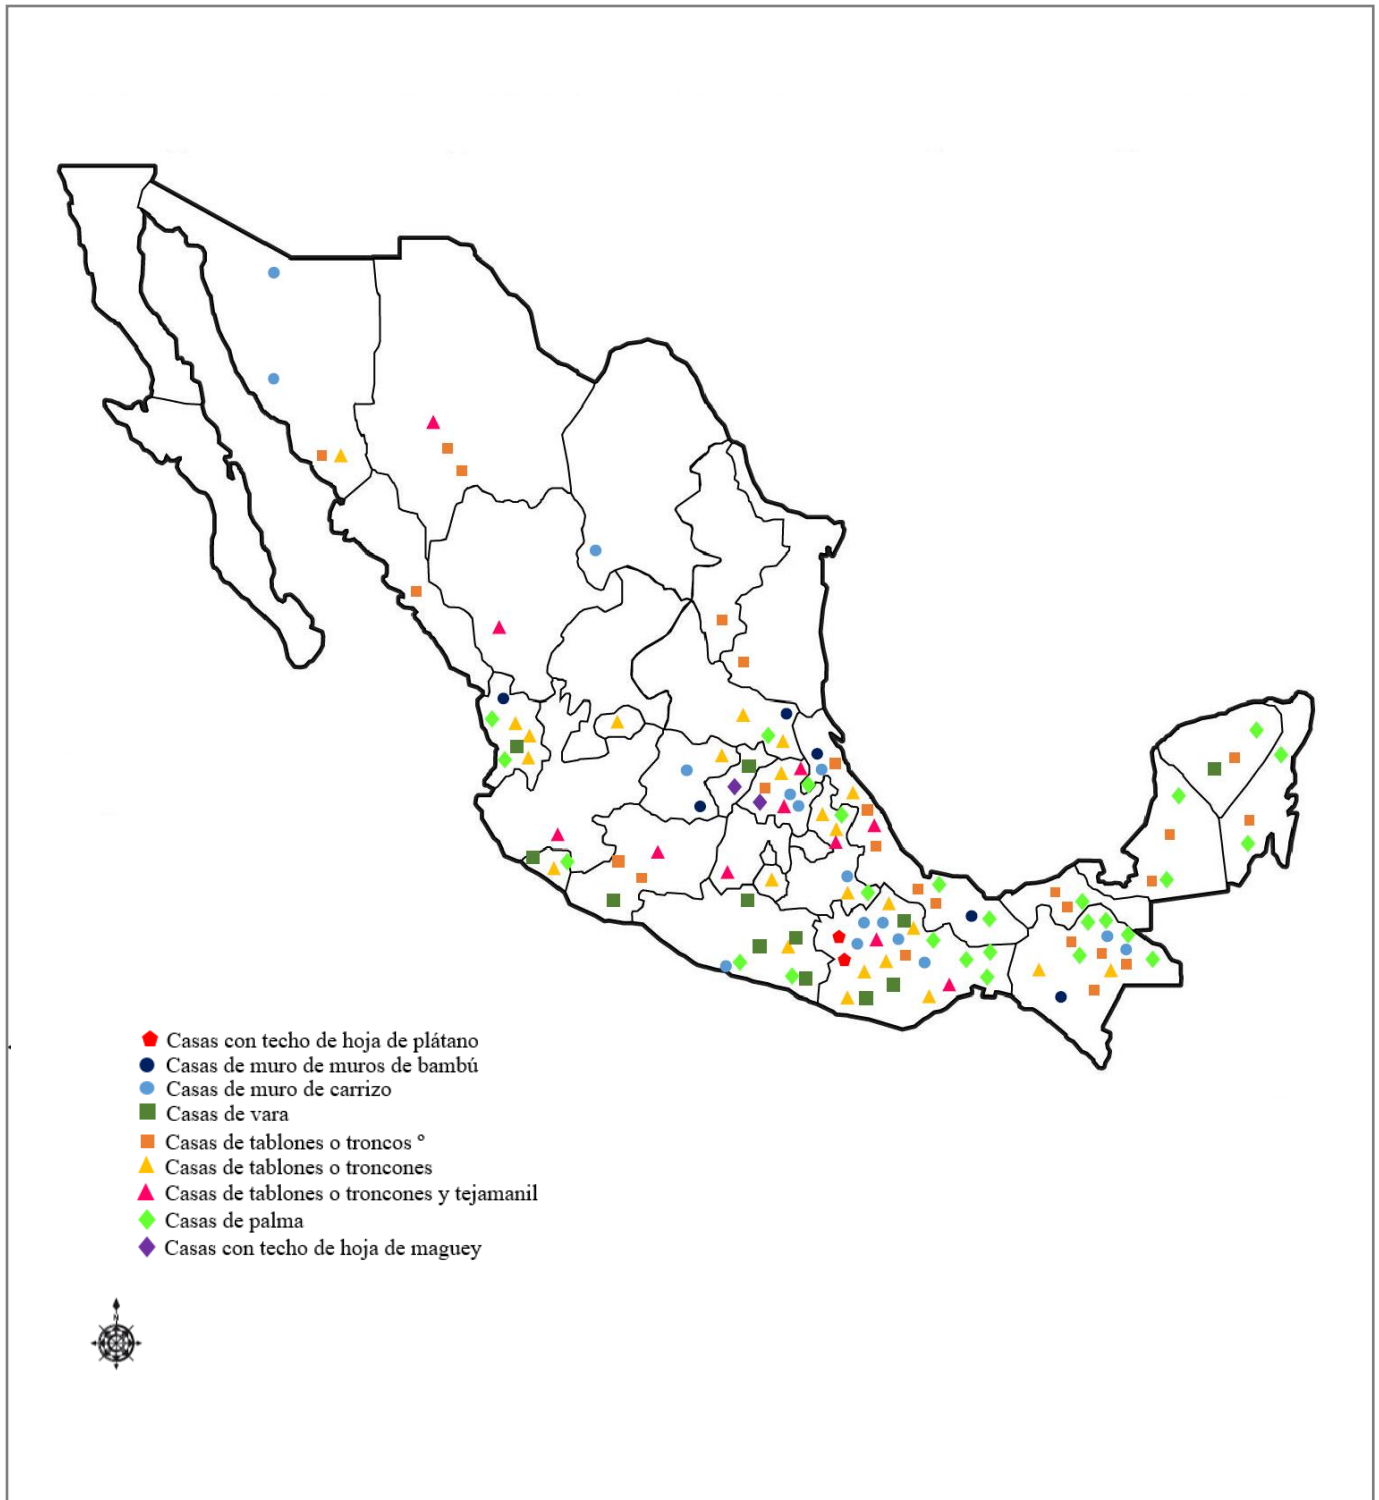 Casas con techo de hoja de plátano
Casas de muro de muros de bambú
Casas de muro de carrizo
Casas de vara
Casas de tablones o troncos º
Casas de tablones o troncones
Casas de tablones o troncones y tejamanil
Casas de palma
Casas con techo de hoja de maguey
N